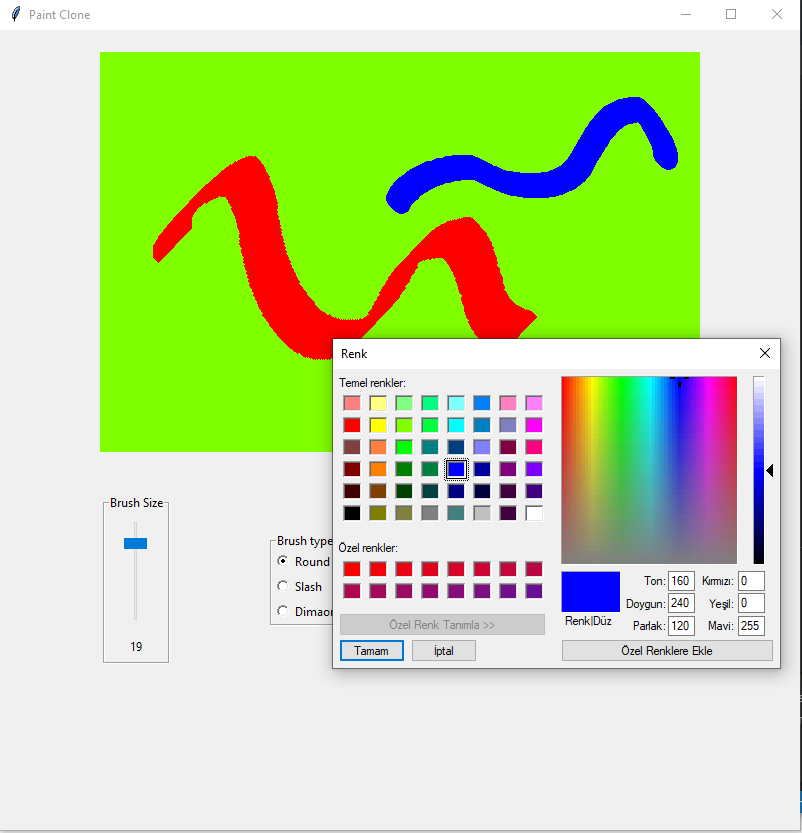 Paint Clone
Renk
Temel renkler:
Özel renkler:
Özel Renk Tanımla >>
Tamam İptal
Renk|Düz
Ton: 160 Kırmızı: 0
Doygun: 240 Yeşil: 0
Parlak: 120 Mavi: 255
Özel Renklere Ekle
Brush Size
19
Brush type
Round
Slash